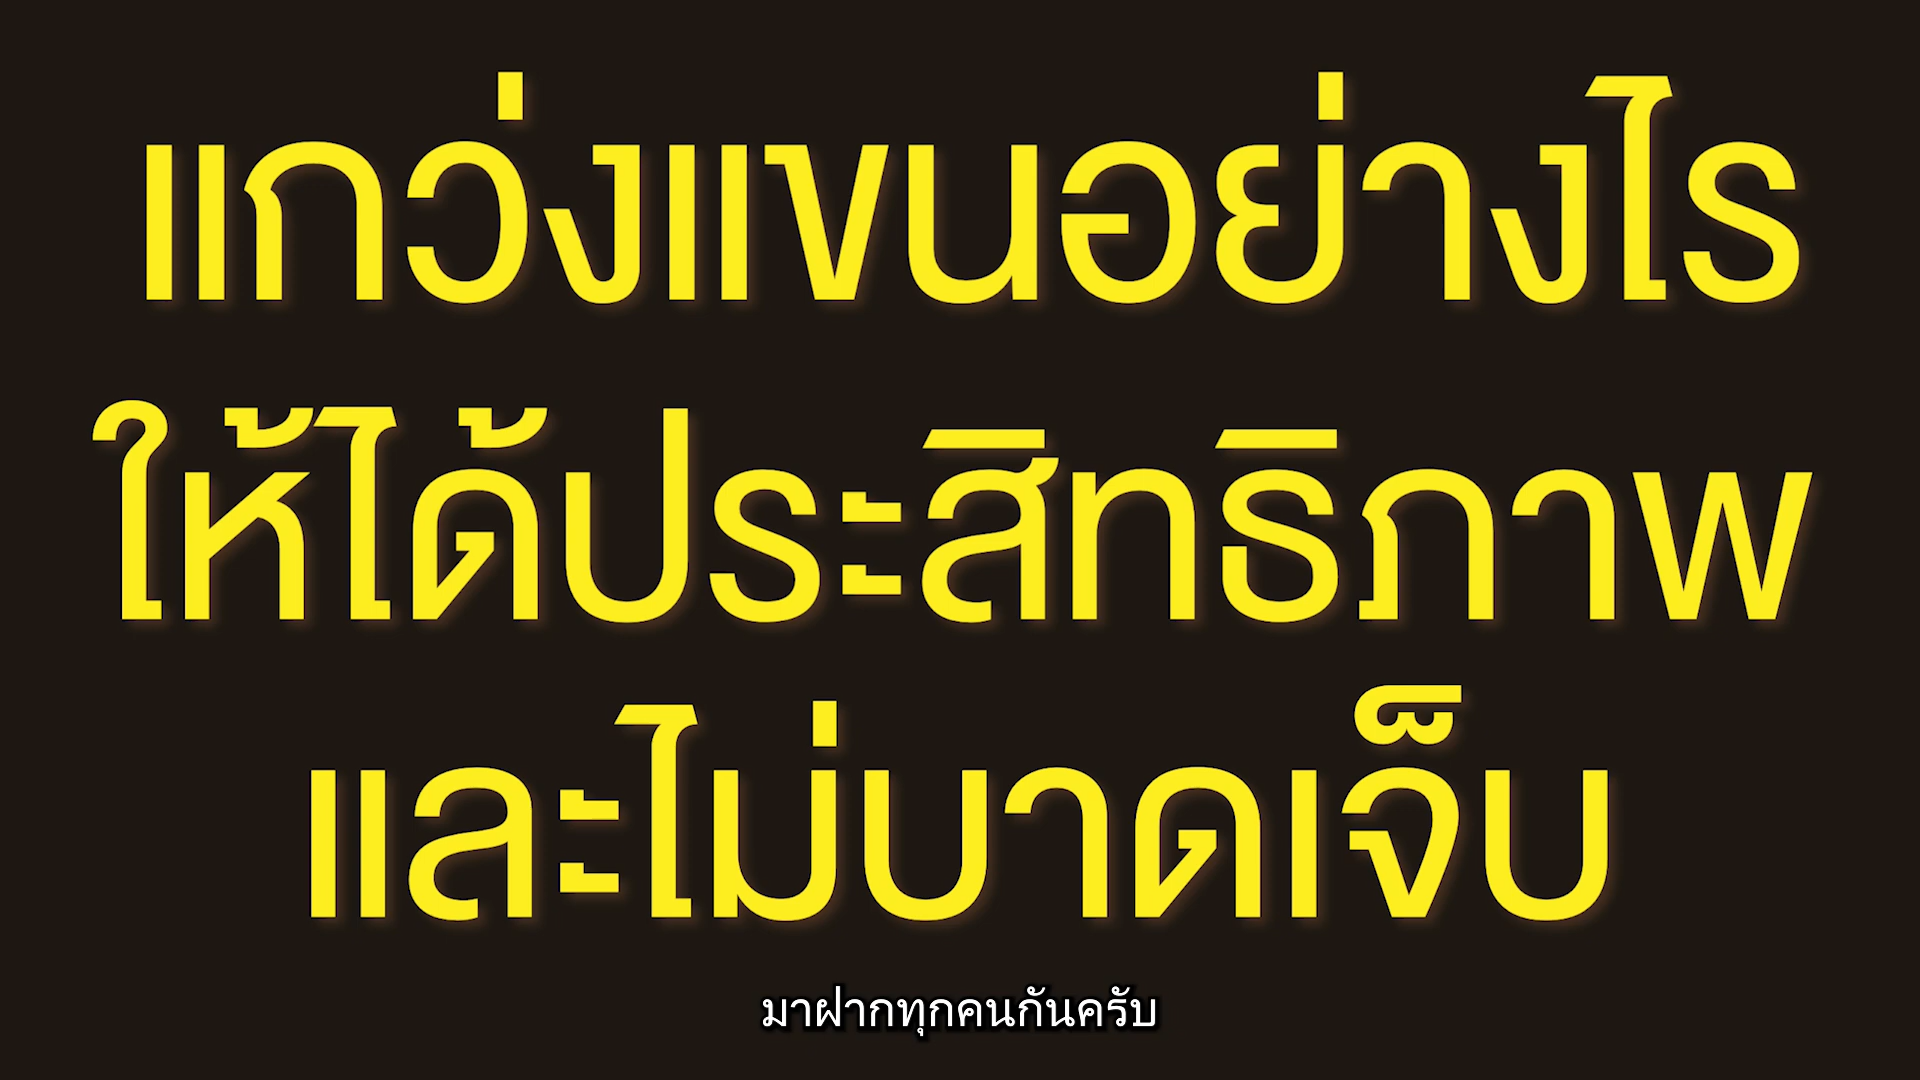 แกว่งแขนอย่างไร
ให้ได้ประสิทธิภาพ
และไม่บาดเจ็บ
มาฝากทุกคนกันครับ